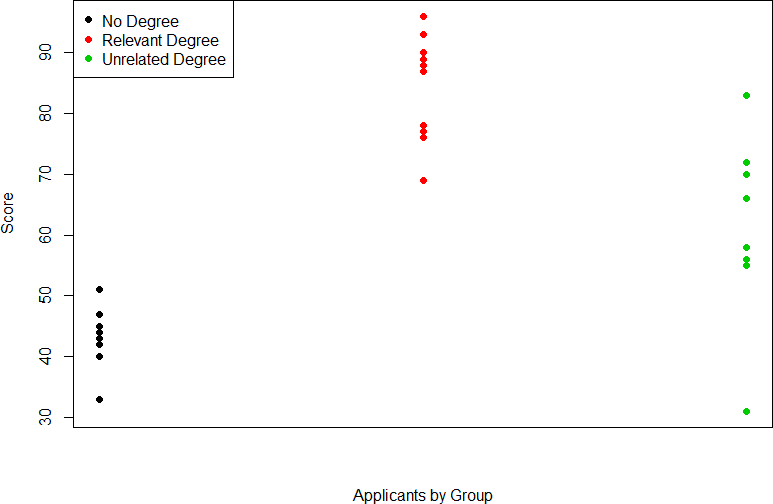 No Degree
Relevant Degree
Unrelated Degree
90
80
70
60
50
40
30
Score
Applicants by Group